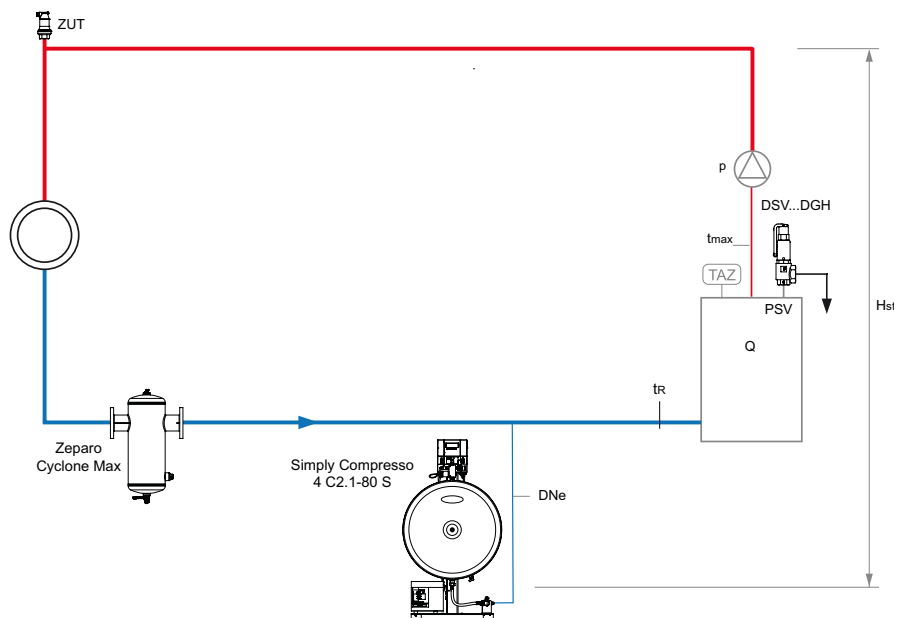 ZUT
p
DSV...DGH
tmax
TAZ
PSV
Hst
Q
tR
Zeparo
Cyclone Max
Simply Compresso
4 C2.1-80 S
DNe